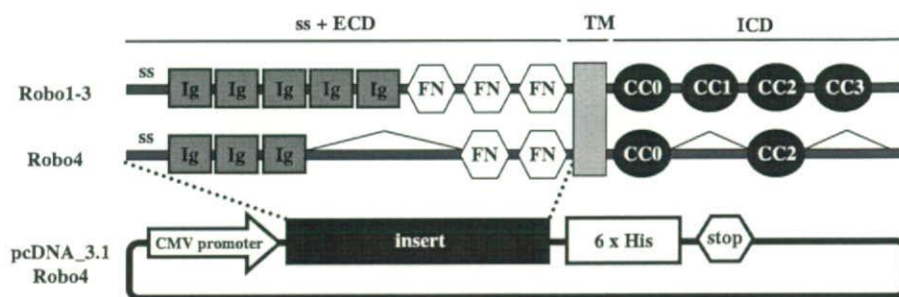 ss + ECD TM ICD
ss
Robo1-3 Ig Ig Ig Ig Ig FN FN FN CC0 CC1 CC2 CC3
ss
Robo4 Ig Ig Ig FN FN CC0 CC2
pcDNA_3.1 CMV promoter insert 6 x His stop
Robo4